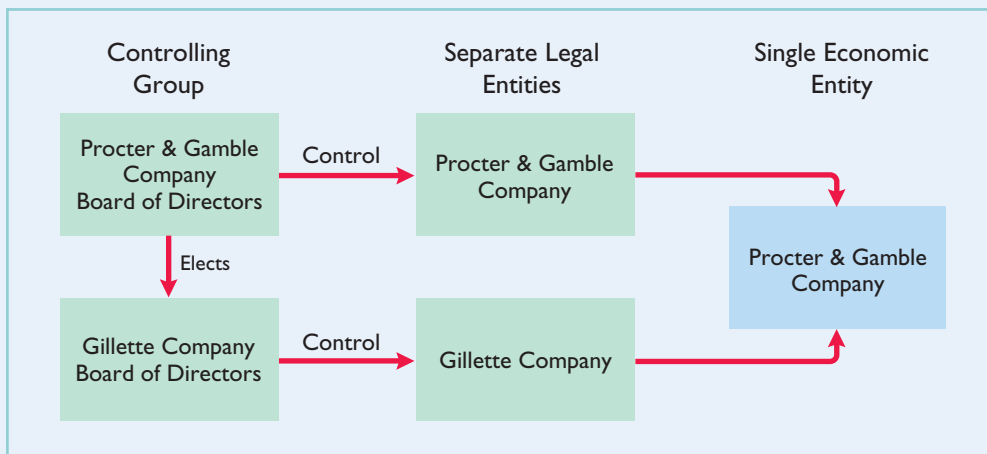 Controlling
Group
Separate Legal
Entities
Single Economic
Entity
Procter & Gamble
Company
Board of Directors
Control
Procter & Gamble
Company
Elects
Procter & Gamble
Company
Gillette Company
Board of Directors
Control
Gillette Company